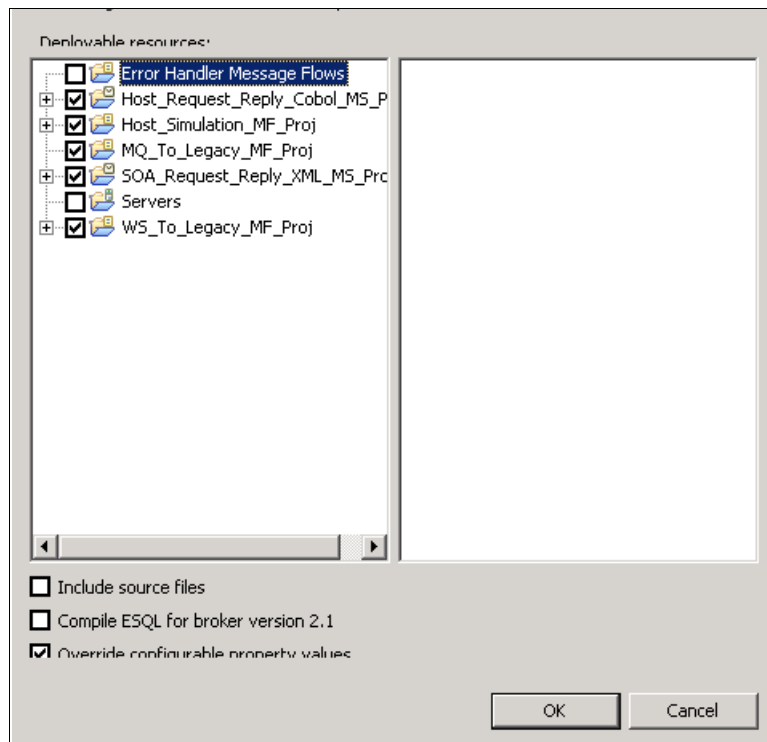 Deployable resources:
Error Handler Message Flows
Host_Request_Reply_Cobol_MS_P
Host_Simulation_MF_Proj
MQ_To_Legacy_MF_Proj
SOA_Request_Reply_XML_MS_Prc
Servers
WS_To_Legacy_MF_Proj
Include source files
Compile ESQL for broker version 2.1
Override configurable property values
OK Cancel